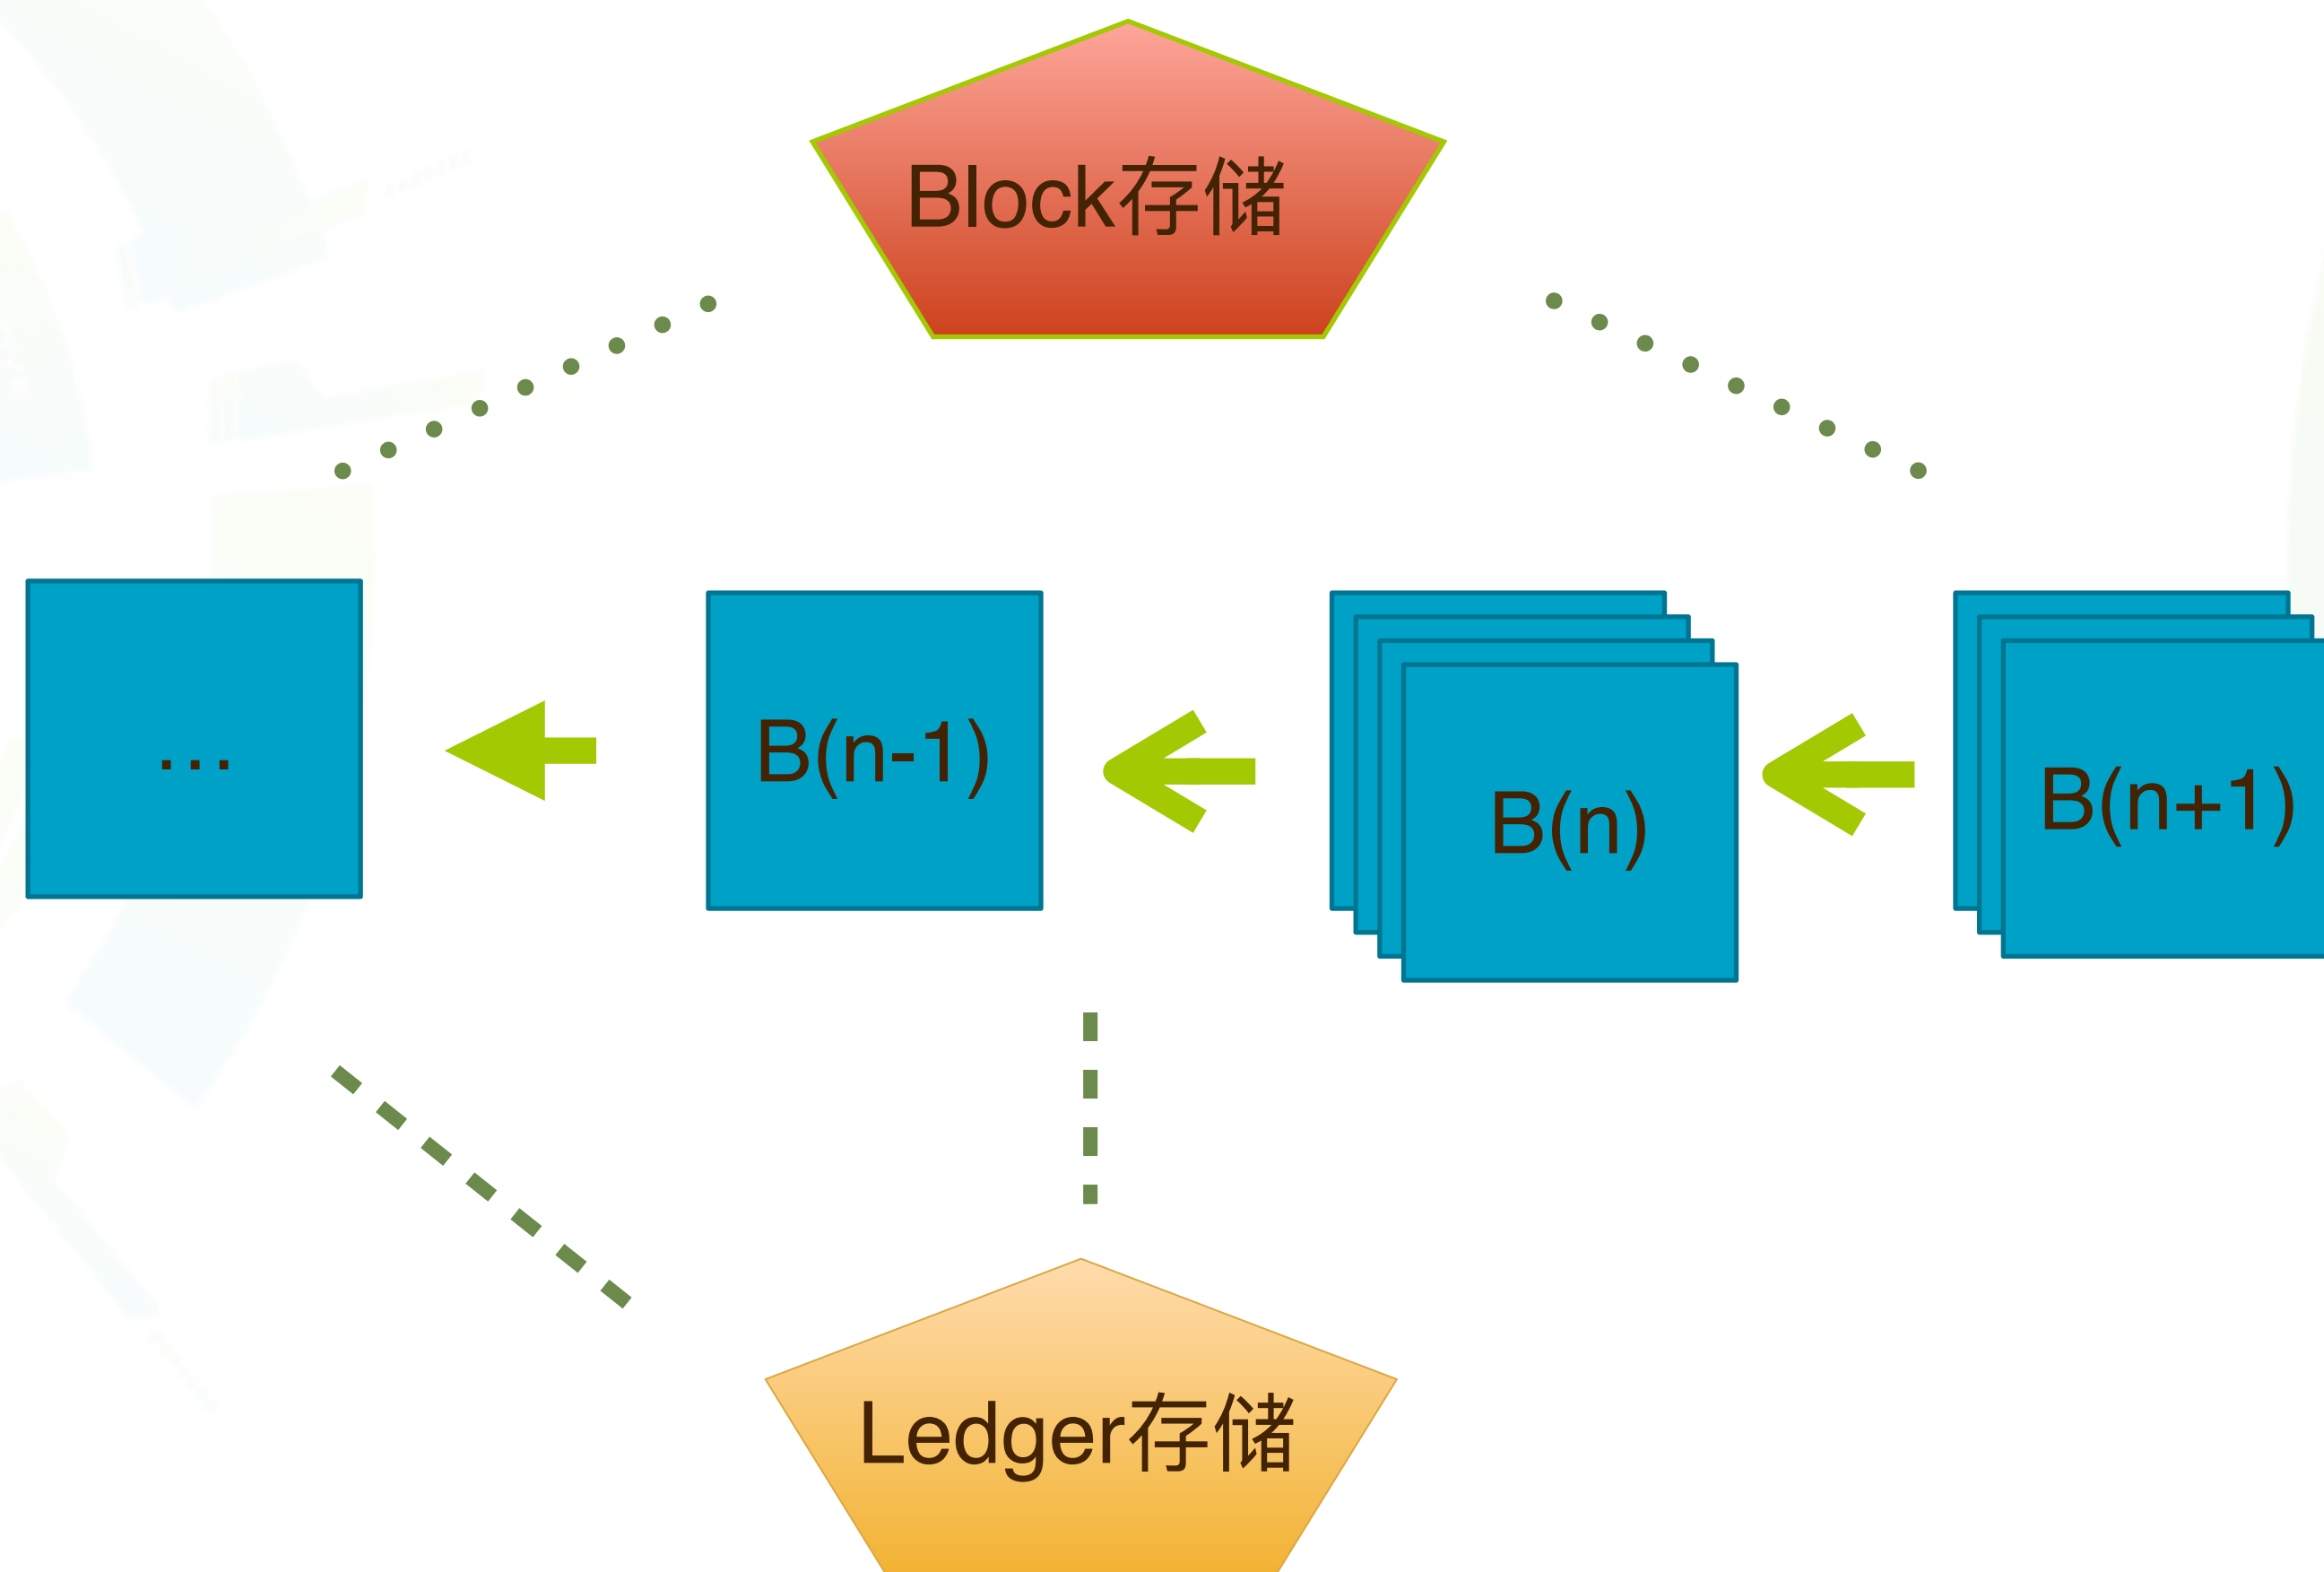 Block存储
...
B(n-1)
B(n)
B(n+1)
Ledger存储